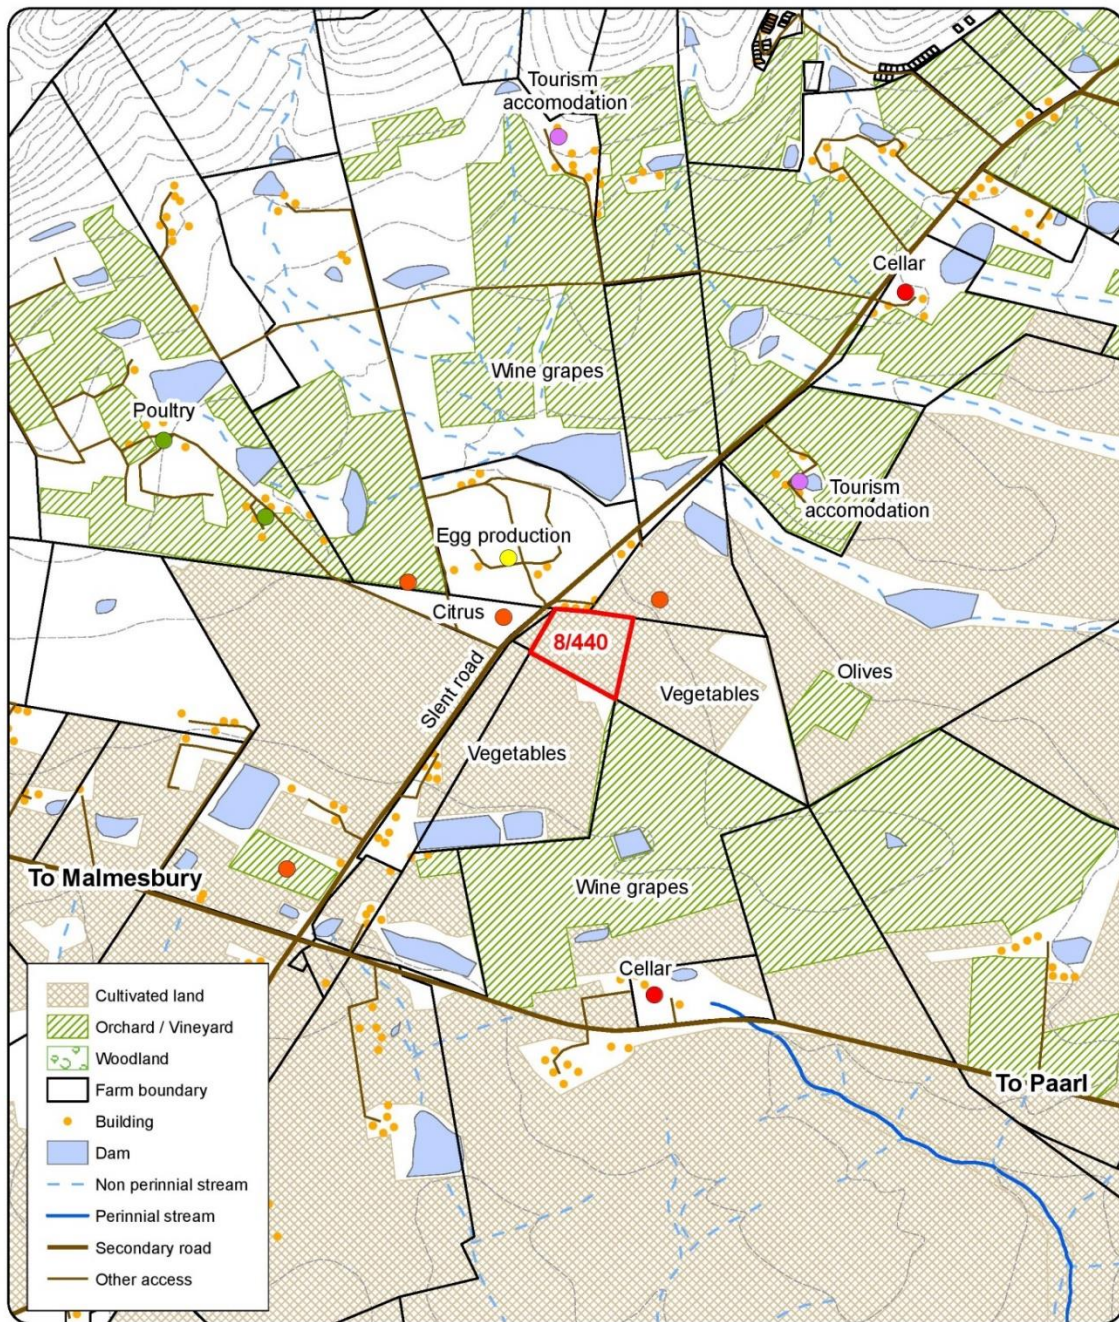 Tourism
accomodation
Cellar
Wine grapes
Poultry
Tourism
accomodation
Egg production
Citrus
8/440
Slent road
Olives
Vegetables
Vegetables
To Malmesbury
Wine grapes
Cellar
To Paarl
Cultivated land
Orchard / Vineyard
Woodland
Farm boundary
Building
Dam
Non perinnial stream
Perinnial stream
Secondary road
Other access